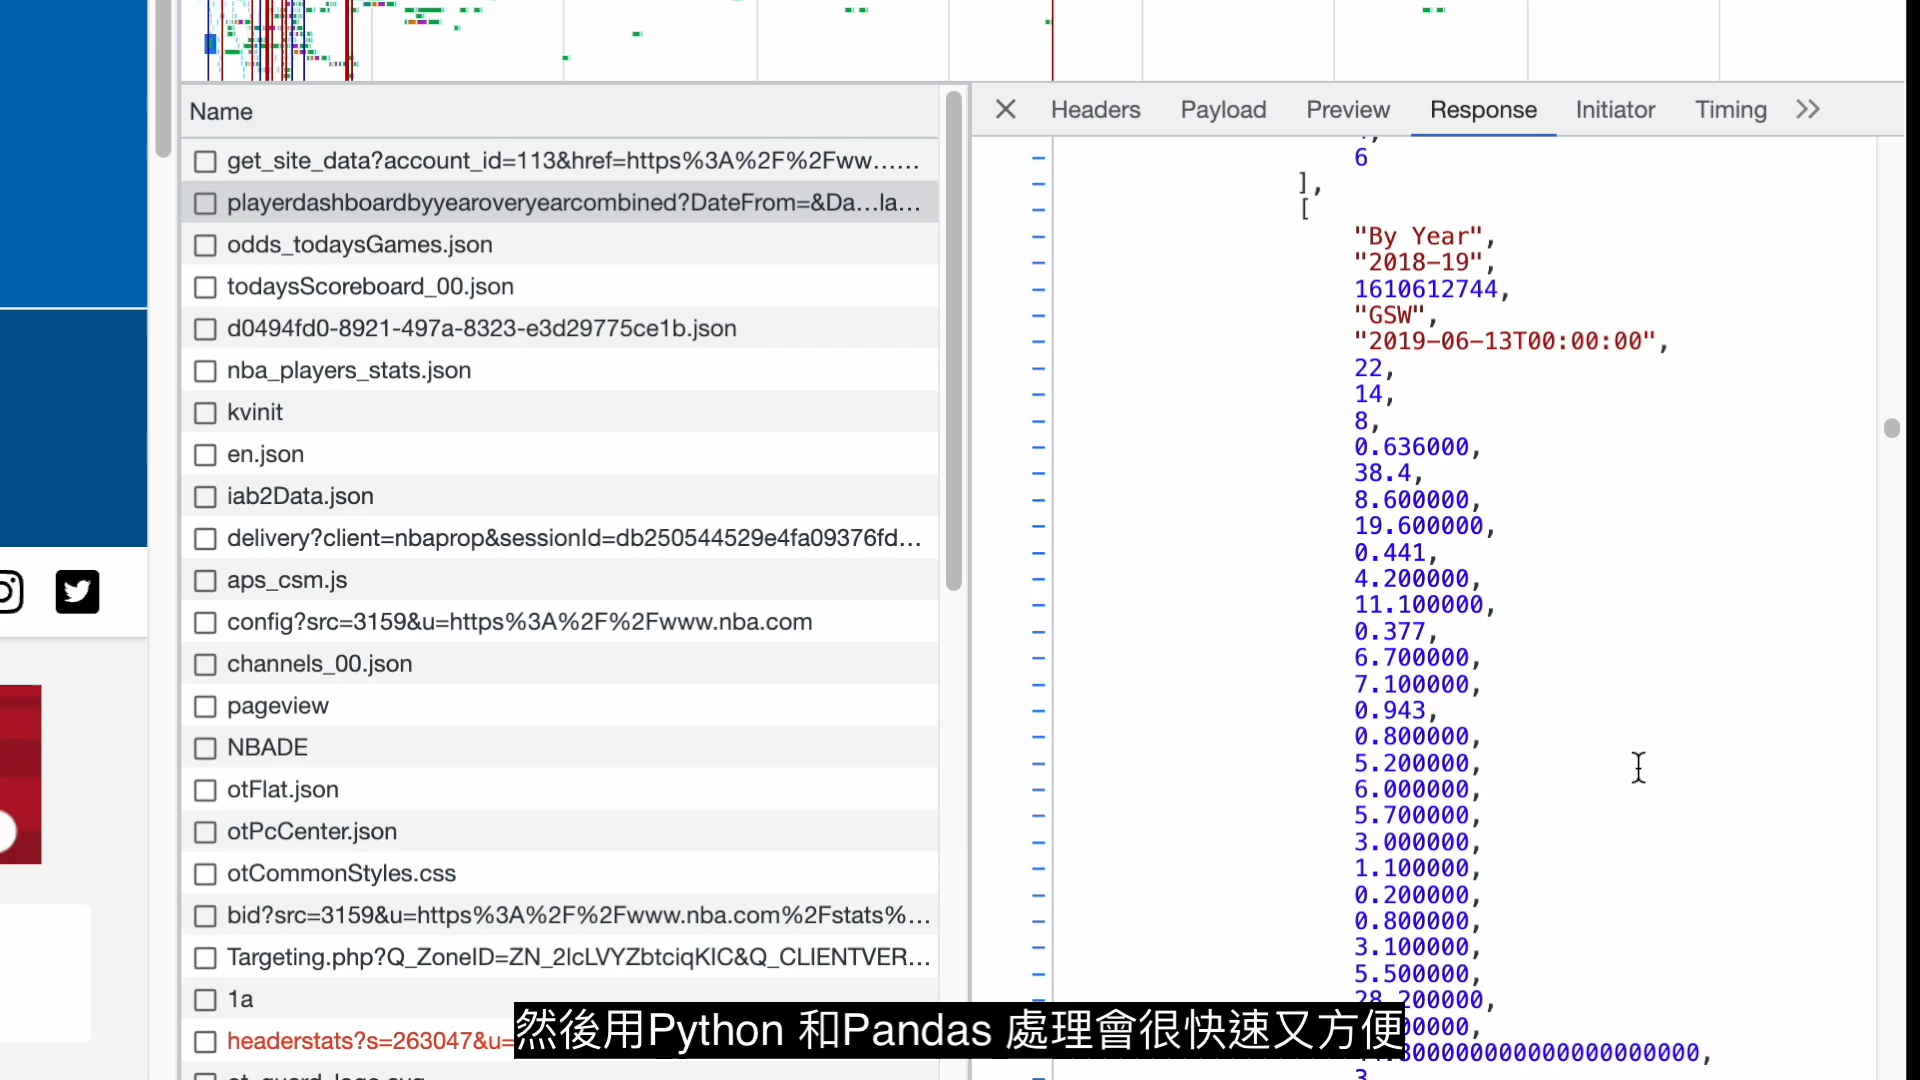 Name
get_site_data?account_id=113&href=https%3A%2F%2Fww……
playerdashboardbyyearoveryearcombined?DateFrom=&Da…la…
odds_todaysGames.json
todaysScoreboard_00.json
d0494fd0-8921-497a-8323-e3d29775ce1b.json
nba_players_stats.json
kvinit
en.json
iab2Data.json
delivery?client=nbaprop&sessionId=db250544529e4fa09376fd…
aps_csm.js
config?src=3159&u=https%3A%2F%2Fwww.nba.com
channels_00.json
pageview
NBADE
otFlat.json
otPcCenter.json
otCommonStyles.css
bid?src=3159&u=https%3A%2F%2Fwww.nba.com%2Fstats%…
Targeting.php?Q_ZoneID=ZN_2lcLVYZbtciqKIC&Q_CLIENTVER…
1a
headerstats?s=263047&u=
Headers Payload Preview Response Initiator Timing
6
],
[
"By Year",
"2018-19",
1610612744,
"GSW",
"2019-06-13T00:00:00",
22,
14,
8,
0.636000,
38.4,
8.600000,
19.600000,
0.441,
4.200000,
11.100000,
0.377,
6.700000,
7.100000,
0.943,
0.800000,
5.200000,
6.000000,
5.700000,
3.000000,
1.100000,
0.200000,
0.800000,
3.100000,
5.500000,
28.200000,
然後用Python 和Pandas 處理會很快速又方便